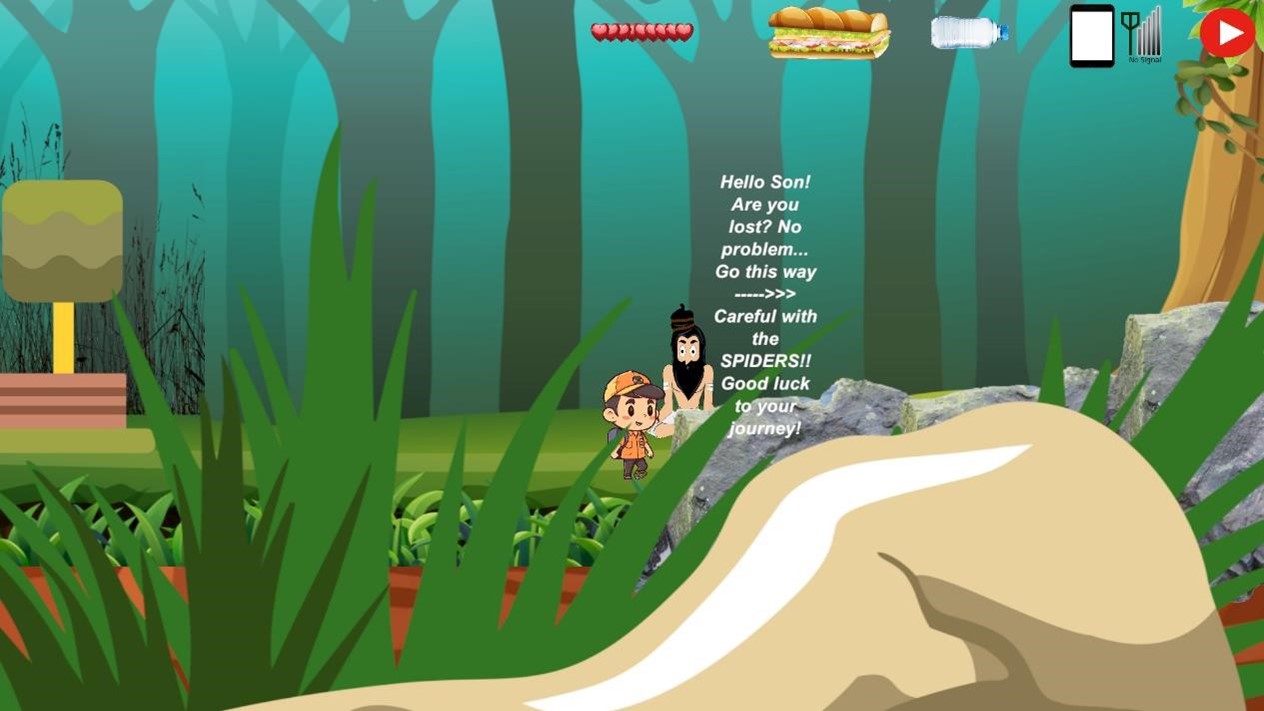 No Signal
Hello Son!
Are you
lost? No
problem...
Go this way
----->>>
Careful with
the
SPIDERS!!
Good luck
to your
journey!